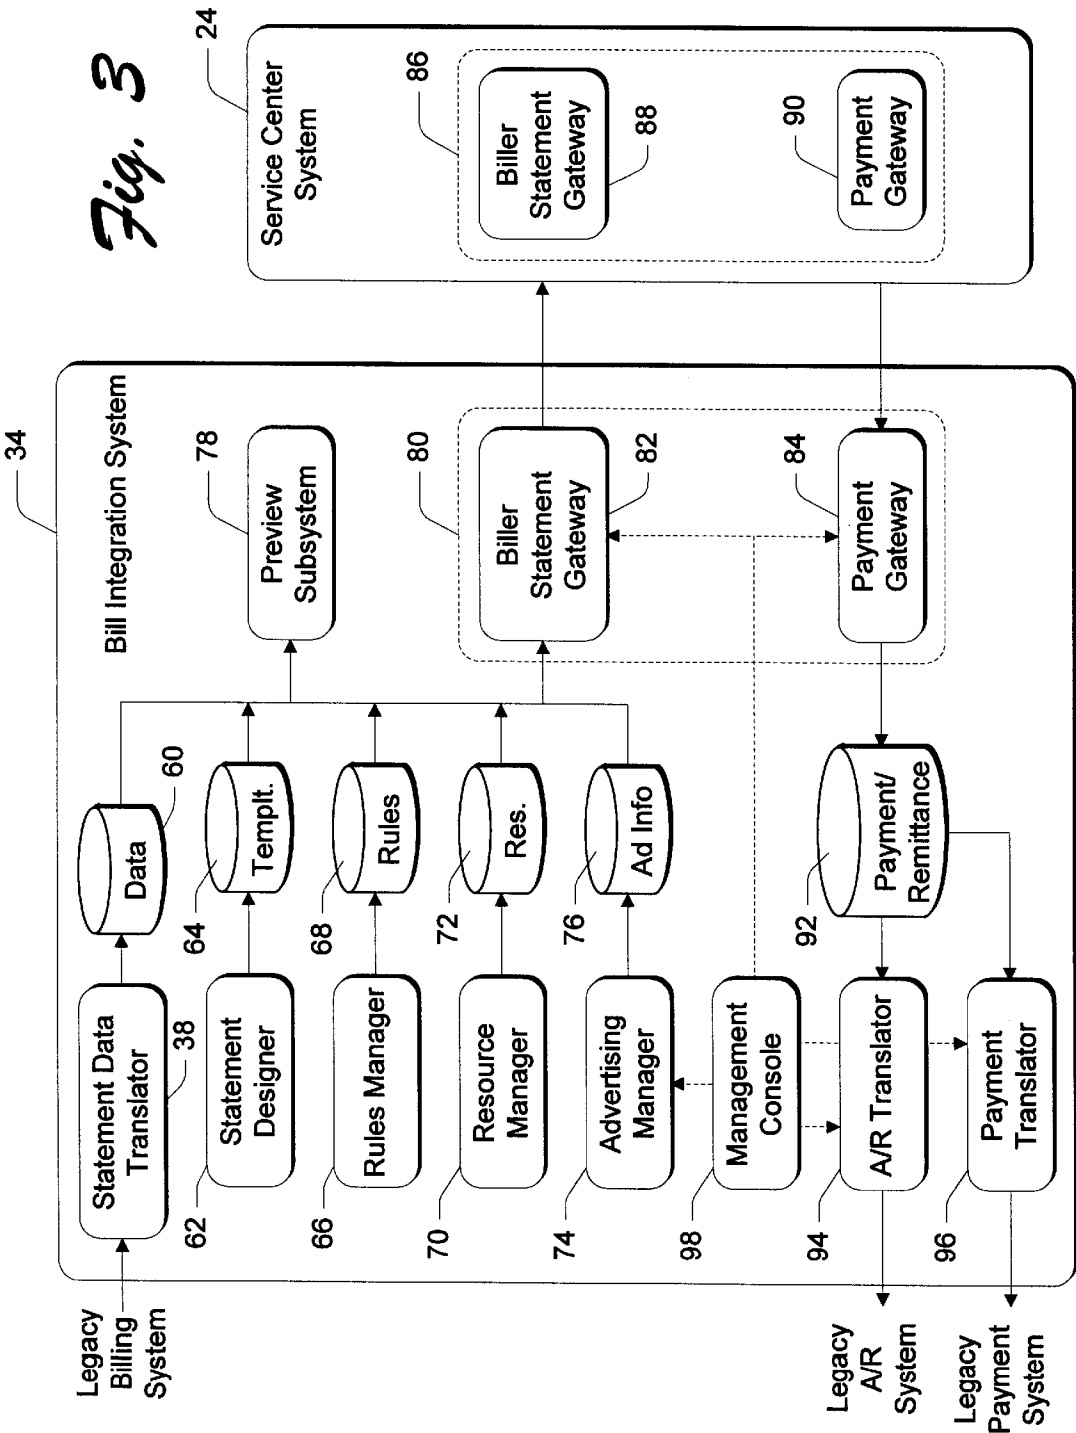 Fig. 3
34
24
Bill Integration System
Service Center
System
Legacy
Billing
System
Statement Data
Translator
38
Data
60
62
Statement
Designer
64
Templt.
78
Preview
Subsystem
66
Rules Manager
68
Rules
70
Resource
Manager
72
Res.
80
Biller
Statement
Gateway
82
86
Biller
Statement
Gateway
88
74
Advertising
Manager
76
Ad Info
98
Management
Console
84
Payment
Gateway
90
Payment
Gateway
92
Payment/
Remittance
94
A/R Translator
Legacy
A/R
System
96
Payment
Translator
Legacy
Payment
System